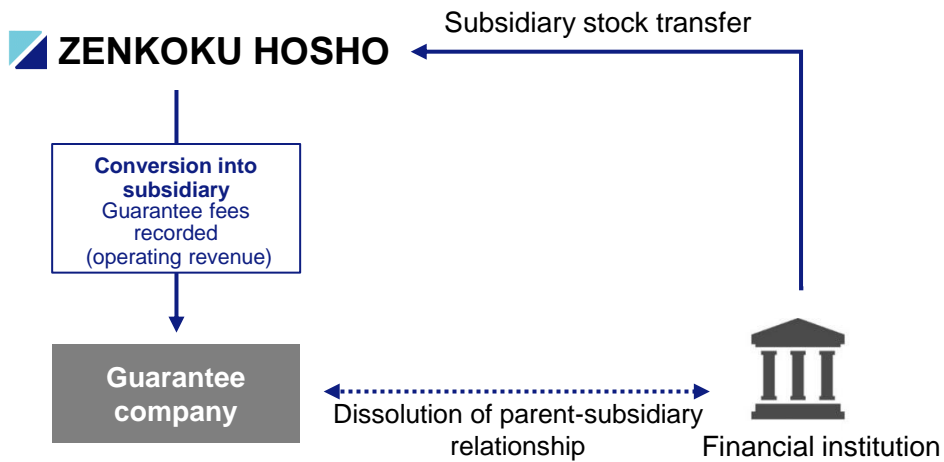 Subsidiary stock transfer
ZENKOKU HOSHO
Conversion into
subsidiary
Guarantee fees
recorded
(operating revenue)
Guarantee
company
Dissolution of parent-subsidiary
relationship
Financial institution